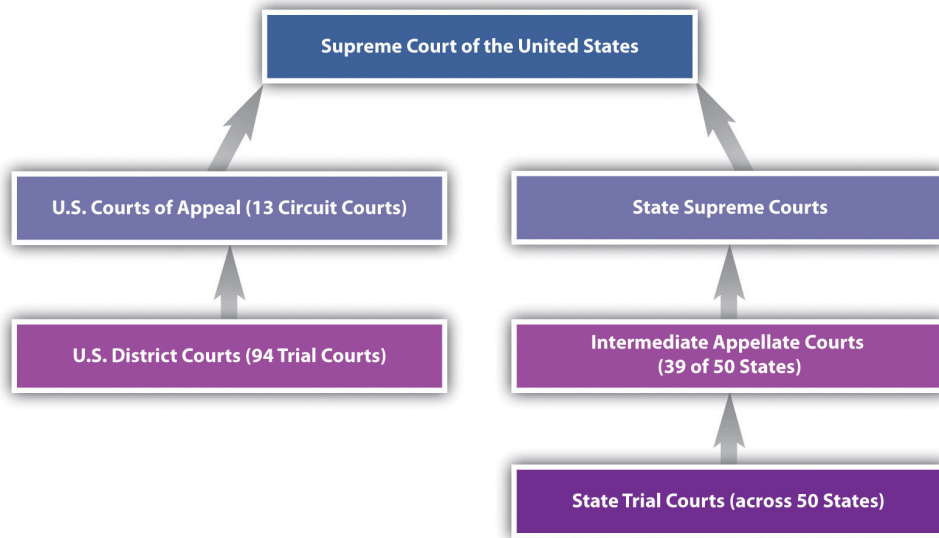 Supreme Court of the United States
U.S. Courts of Appeal (13 Circuit Courts)
State Supreme Courts
U.S. District Courts (94 Trial Courts)
Intermediate Appellate Courts
(39 of 50 States)
State Trial Courts (across 50 States)